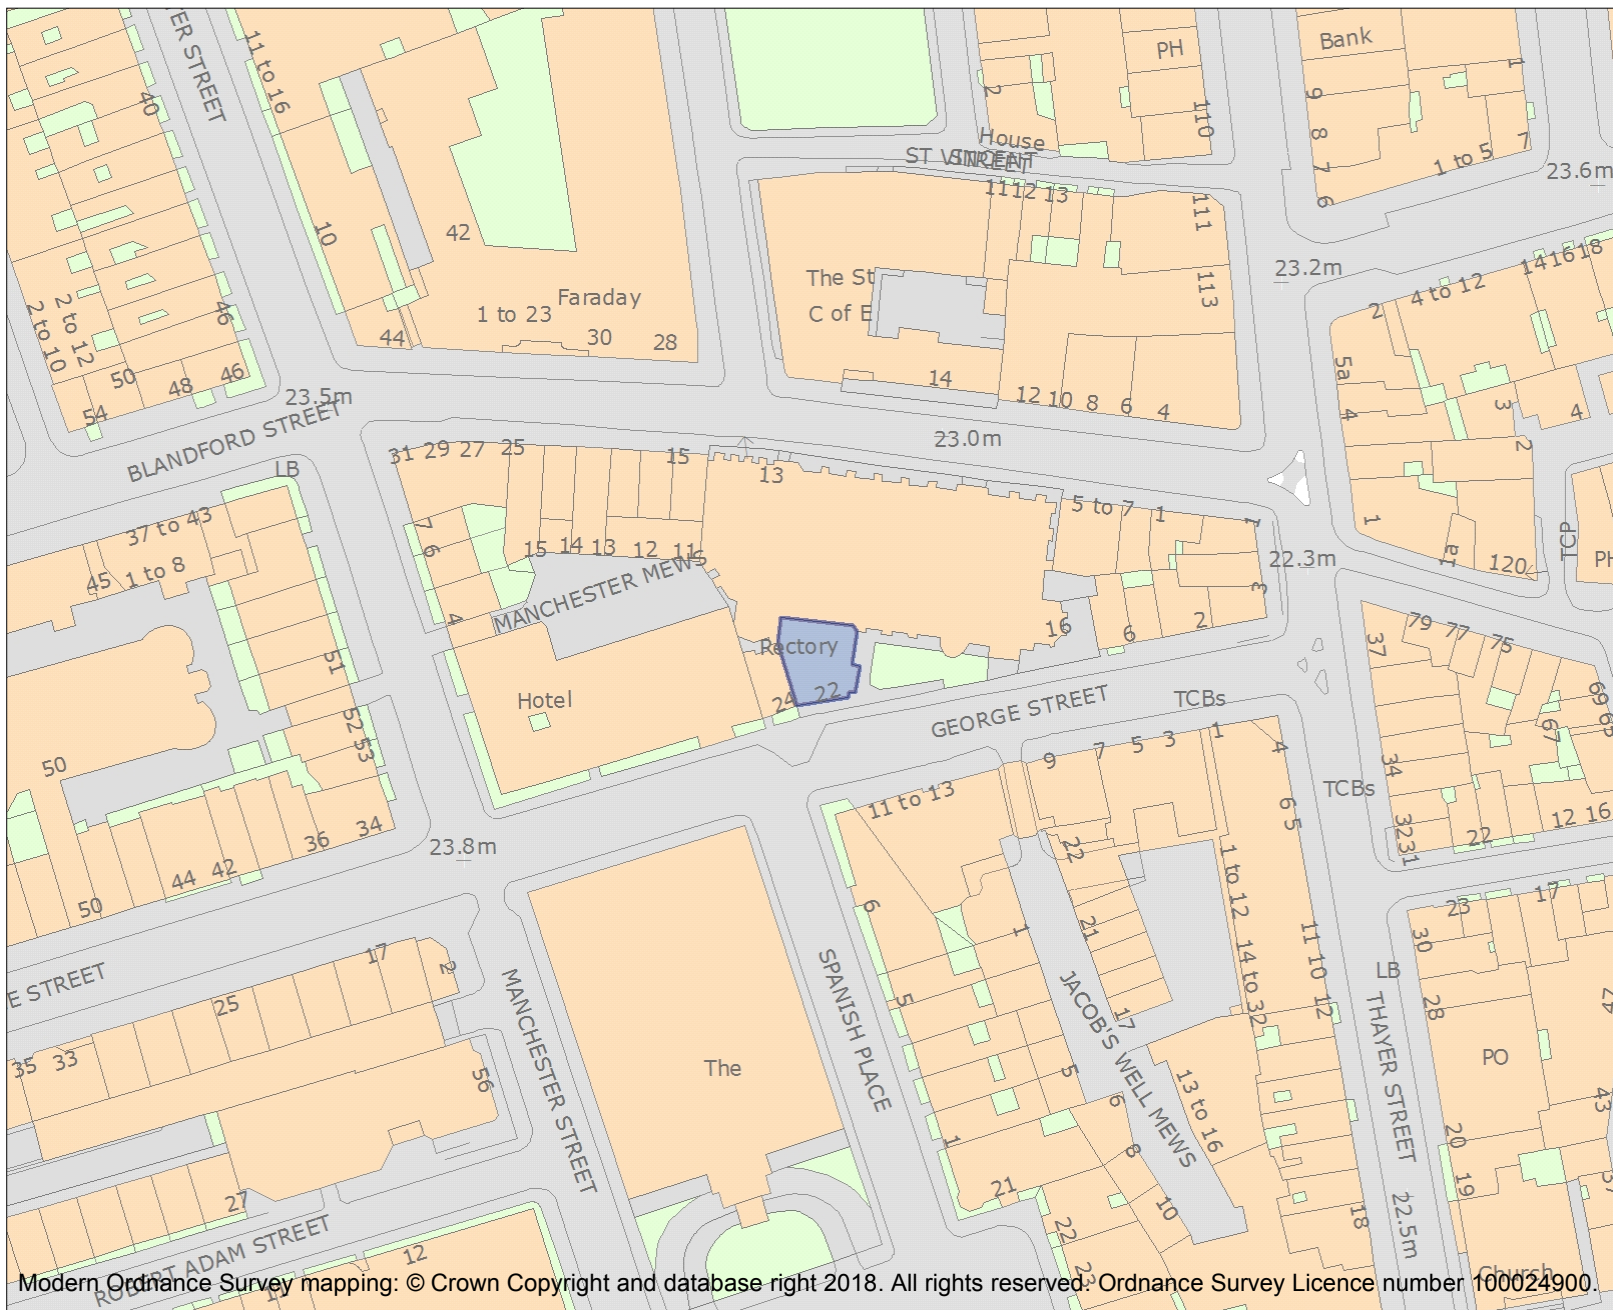 ER STREET
11 to 16
40
PH
Bank
1
2
9
110
8
House
ST VINCENT
STREET
7
1 to 5
7
23.6m
6
11
12
13
111
10
42
The St
C of E
23.2m
14
16
18
2
4 to 12
113
Faraday
1 to 23
30
28
44
2 to 10
2 to 12
46
50
48
46
54
23.5m
BLANDFORD STREET
14
12
10
8
6
4
5a
4
3
4
2
23.0m
31
29
27
25
15
13
LB
5 to 7
1
1
1
1a
120
TCP
PH
37 to 43
45
1 to 8
7
6
15
14
13
12
11
MANCHESTER MEWS
22.3m
3
4
16
6
2
Rectory
24
22
79
77
75
37
51
Hotel
GEORGE STREET
TCBs
69
65
67
52
53
50
9
7
5
3
1
4
34
TCBs
11 to 13
6
5
12
16
22
32
31
36
34
23.8m
44
42
22
1 to 12
50
6
21
1
23
17
30
17
2
11
10
12
14 to 32
LB
E STREET
25
MANCHESTER STREET
SPANISH PLACE
5
JACOB'S WELL MEWS
17
THAYER STREET
28
35
33
The
56
5
PO
6
13 to 16
43
1
8
20
19
27
21
10
22
18
22.5m
ROBERT ADAM STREET
12
23
Church
11
Modern Ordnance Survey mapping: © Crown Copyright and database right 2018. All rights reserved. Ordnance Survey Licence number 100024900.